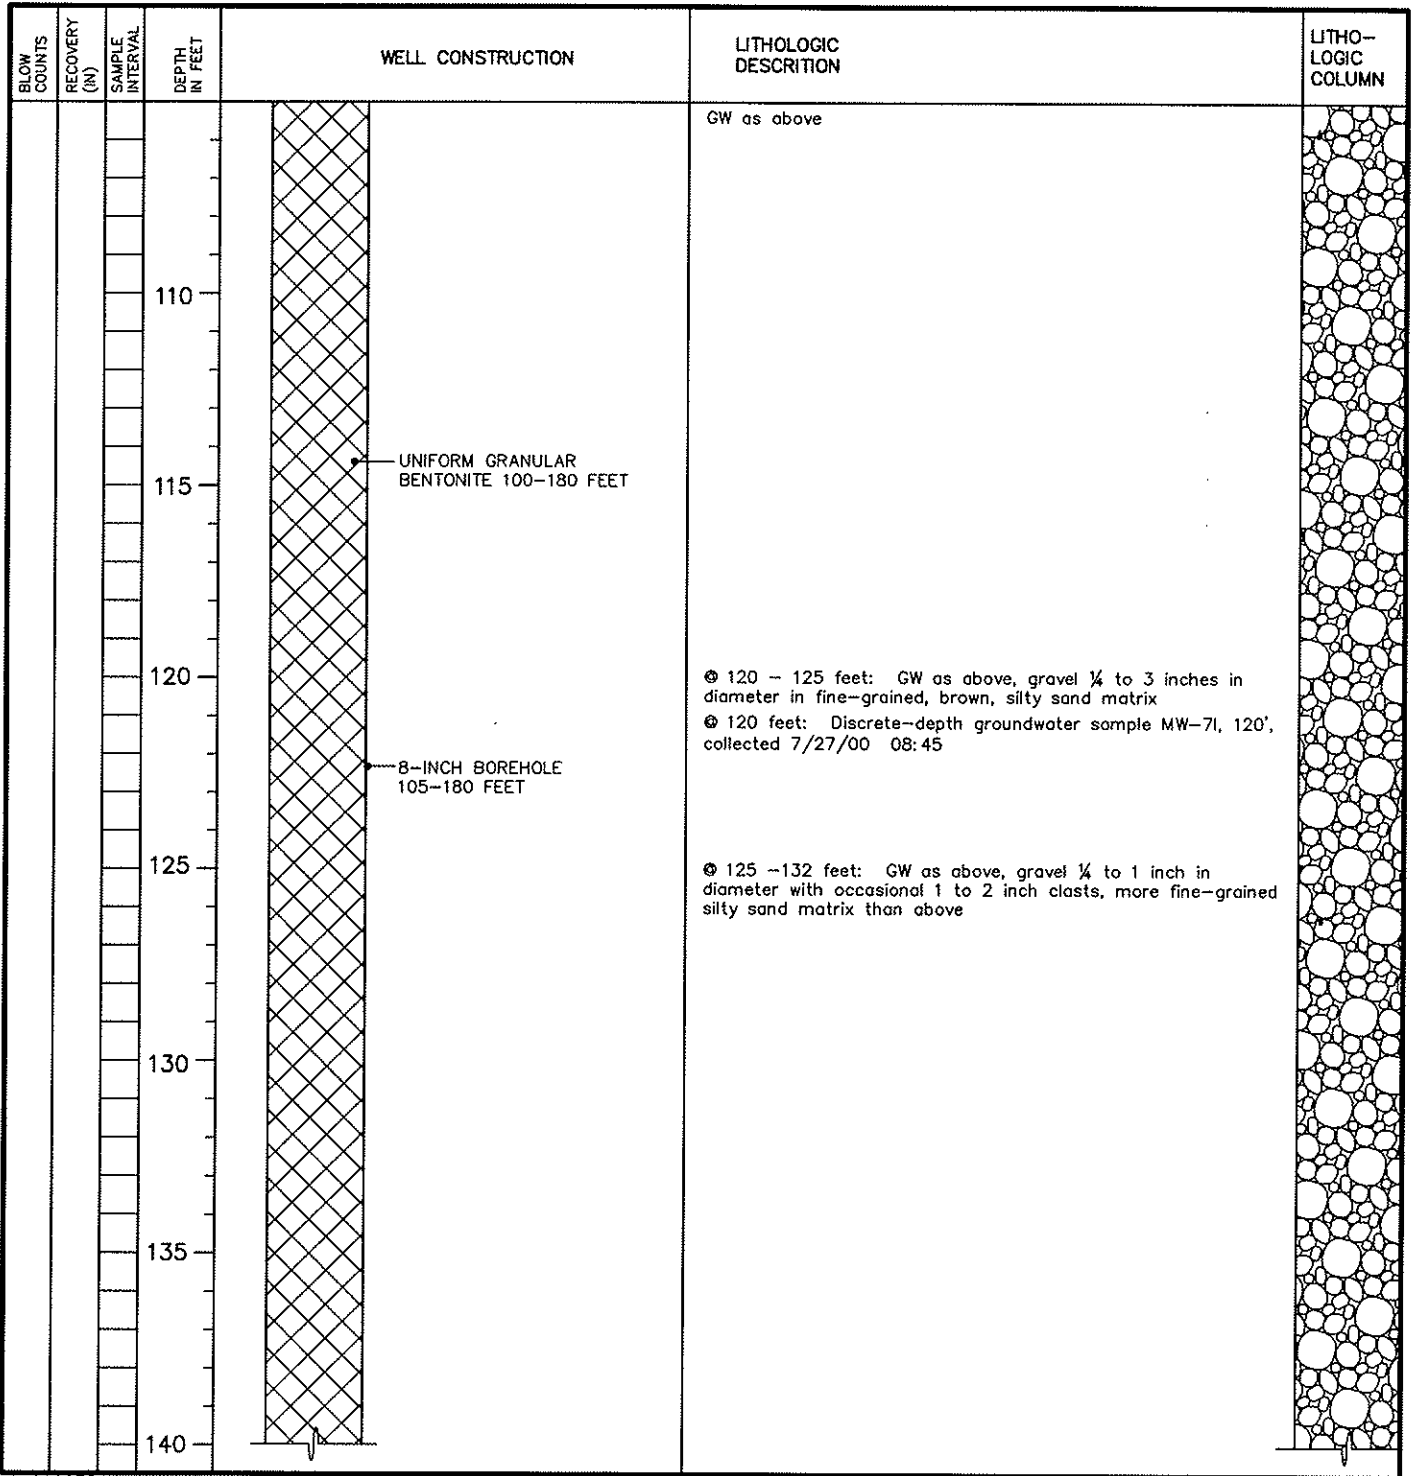 BLOW
COUNTS
RECOVERY
(IN)
SAMPLE
INTERVAL
DEPTH
IN FEET
WELL CONSTRUCTION
LITHOLOGIC
DESCRITION
LITHO-
LOGIC
COLUMN
GW as above
110
UNIFORM GRANULAR
BENTONITE 100-180 FEET
115
120
@ 120 - 125 feet: GW as above, gravel ¼ to 3 inches in
diameter in fine-grained, brown, silty sand matrix
@ 120 feet: Discrete-depth groundwater sample MW-7I, 120',
collected 7/27/00 08:45
8-INCH BOREHOLE
105-180 FEET
125
@ 125 -132 feet: GW as above, gravel ¼ to 1 inch in
diameter with occasional 1 to 2 inch clasts, more fine-grained
silty sand matrix than above
130
135
140